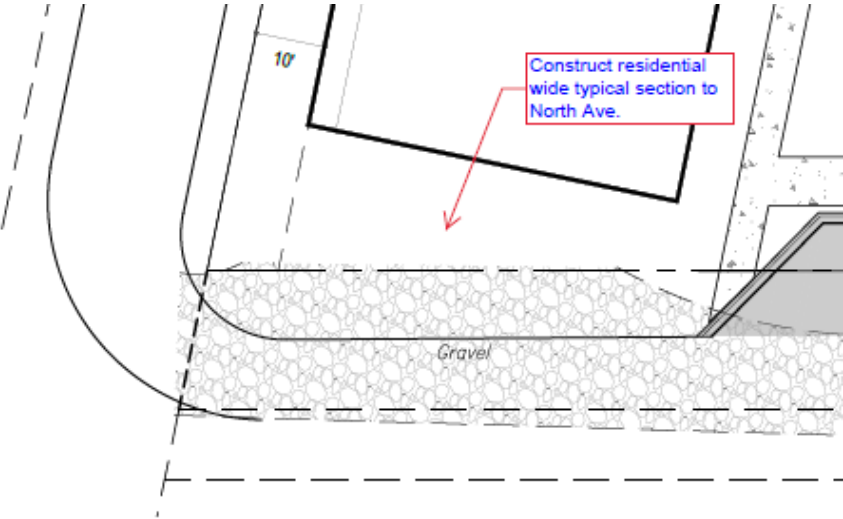 10'
Construct residential
wide typical section to
North Ave.
Gravel